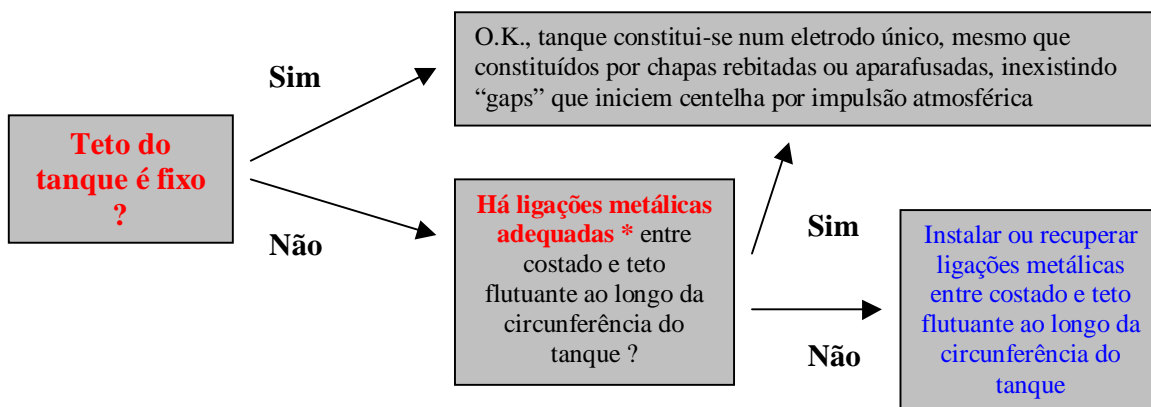 O.K., tanque constitui-se num eletrodo único, mesmo que
constituídos por chapas rebitadas ou aparafusadas, inexistindo
“gaps” que iniciem centelha por impulsão atmosférica
Sim
Teto do
tanque é fixo
?
Não
Há ligações metálicas
adequadas * entre
costado e teto
flutuante ao longo da
circunferência do
tanque ?
Sim
Não
Instalar ou recuperar
ligações metálicas
entre costado e teto
flutuante ao longo da
circunferência do
tanque